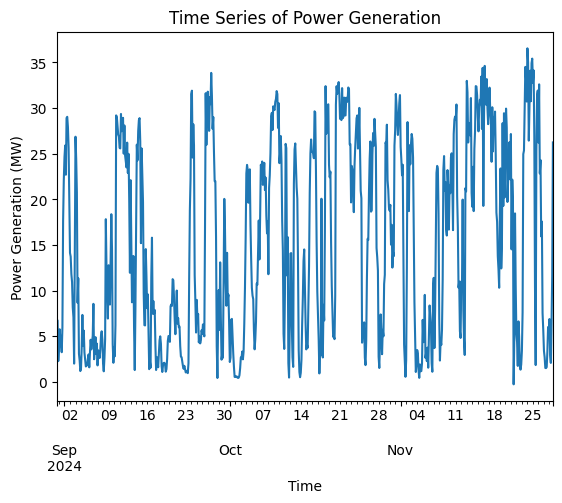 Time Series of Power Generation
Power Generation (MW)
35
30
25
20
15
10
5
0
02 09 16 23 30 07 14 21 28 04 11 18 25
Sep Oct Nov
2024
Time